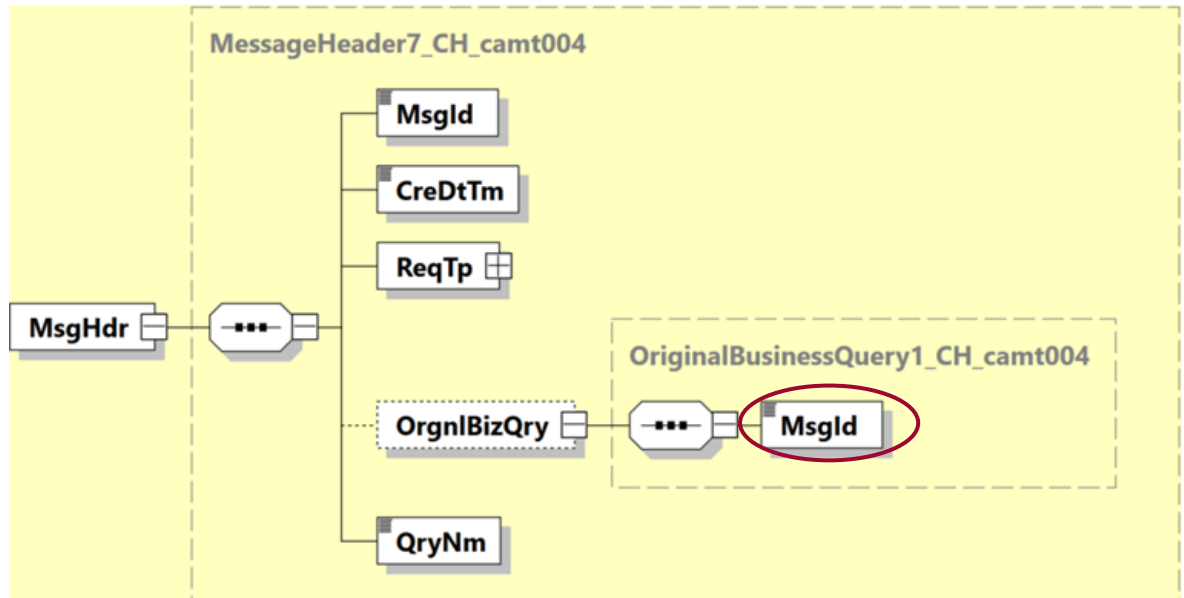 MessageHeader7_CH_camt004
MsgId
CreDtTm
ReqTp
MsgHdr
OriginalBusinessQuery1_CH_camt004
OrgnlBizQry
MsgId
QryNm